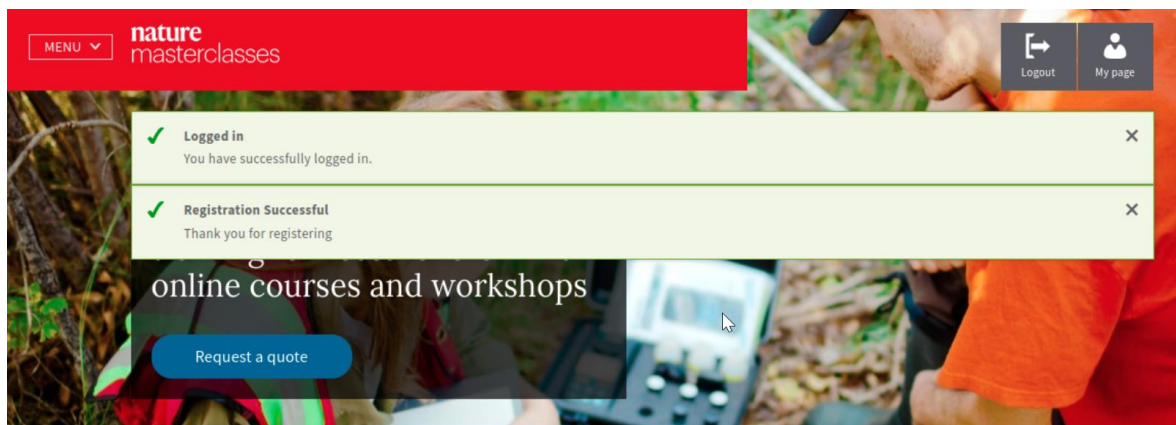 MENU
nature
masterclasses
Logout
My page
Logged in
You have successfully logged in.
Registration Successful
Thank you for registering
online courses and workshops
Request a quote